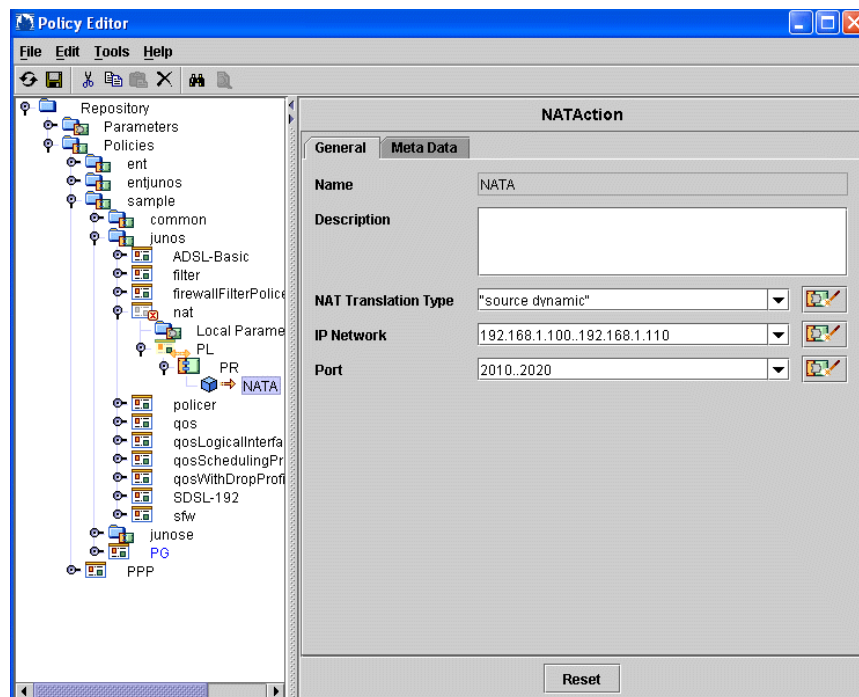 Policy Editor
File Edit Tools Help
Repository
Parameters
Policies
ent
entjunos
sample
common
junos
ADSL-Basic
filter
firewallFilterPolice
nat
Local Parame
PL
PR
NATA
policer
qos
qosLogicalInterfa
qosSchedulingPr
qosWithDropProfi
SDSL-192
sfw
junose
PG
PPP
NATAction
General Meta Data
Name NATA
Description
NAT Translation Type "source dynamic"
IP Network 192.168.1.100..192.168.1.110
Port 2010..2020
Reset